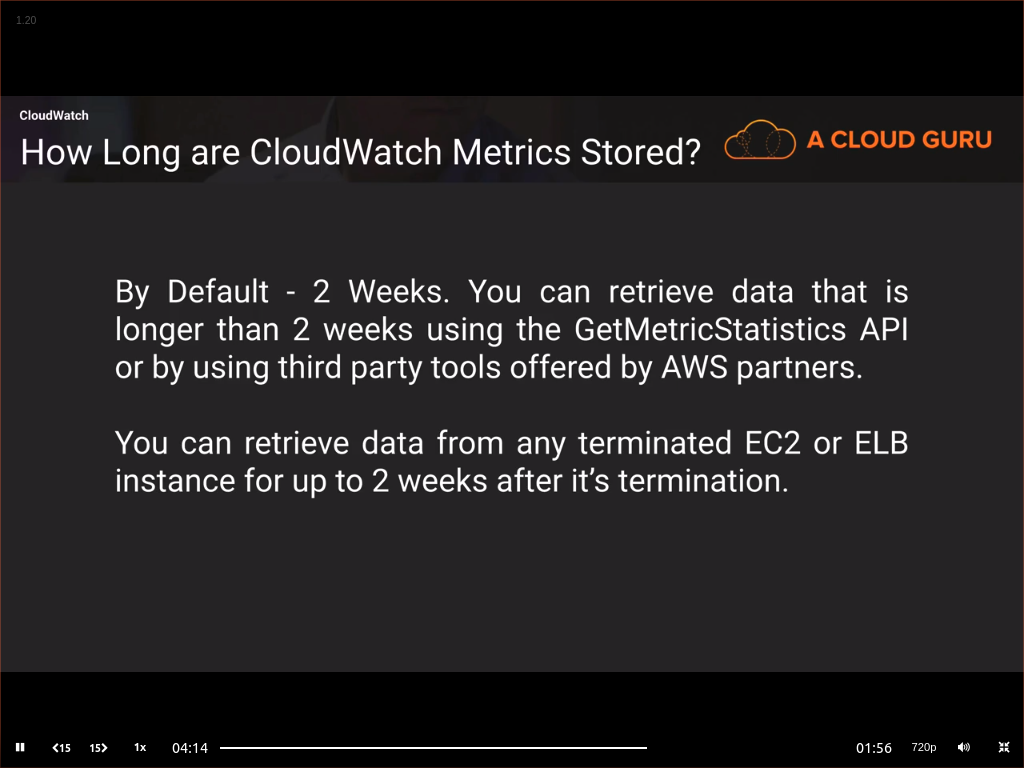 1.20
CloudWatch
How Long are CloudWatch Metrics Stored?
A CLOUD GURU
By Default - 2 Weeks. You can retrieve data that is
longer than 2 weeks using the GetMetricStatistics API
or by using third party tools offered by AWS partners.
You can retrieve data from any terminated EC2 or ELB
instance for up to 2 weeks after it’s termination.
15 15 1x 04:14 01:56 720p